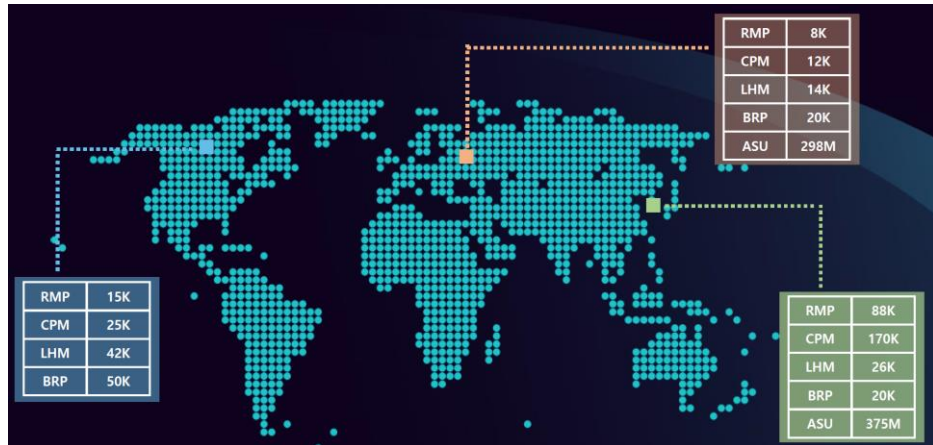 RMP 8K
CPM 12K
LHM 14K
BRP 20K
ASU 298M
RMP 15K
CPM 25K
LHM 42K
BRP 50K
RMP 88K
CPM 170K
LHM 26K
BRP 20K
ASU 375M